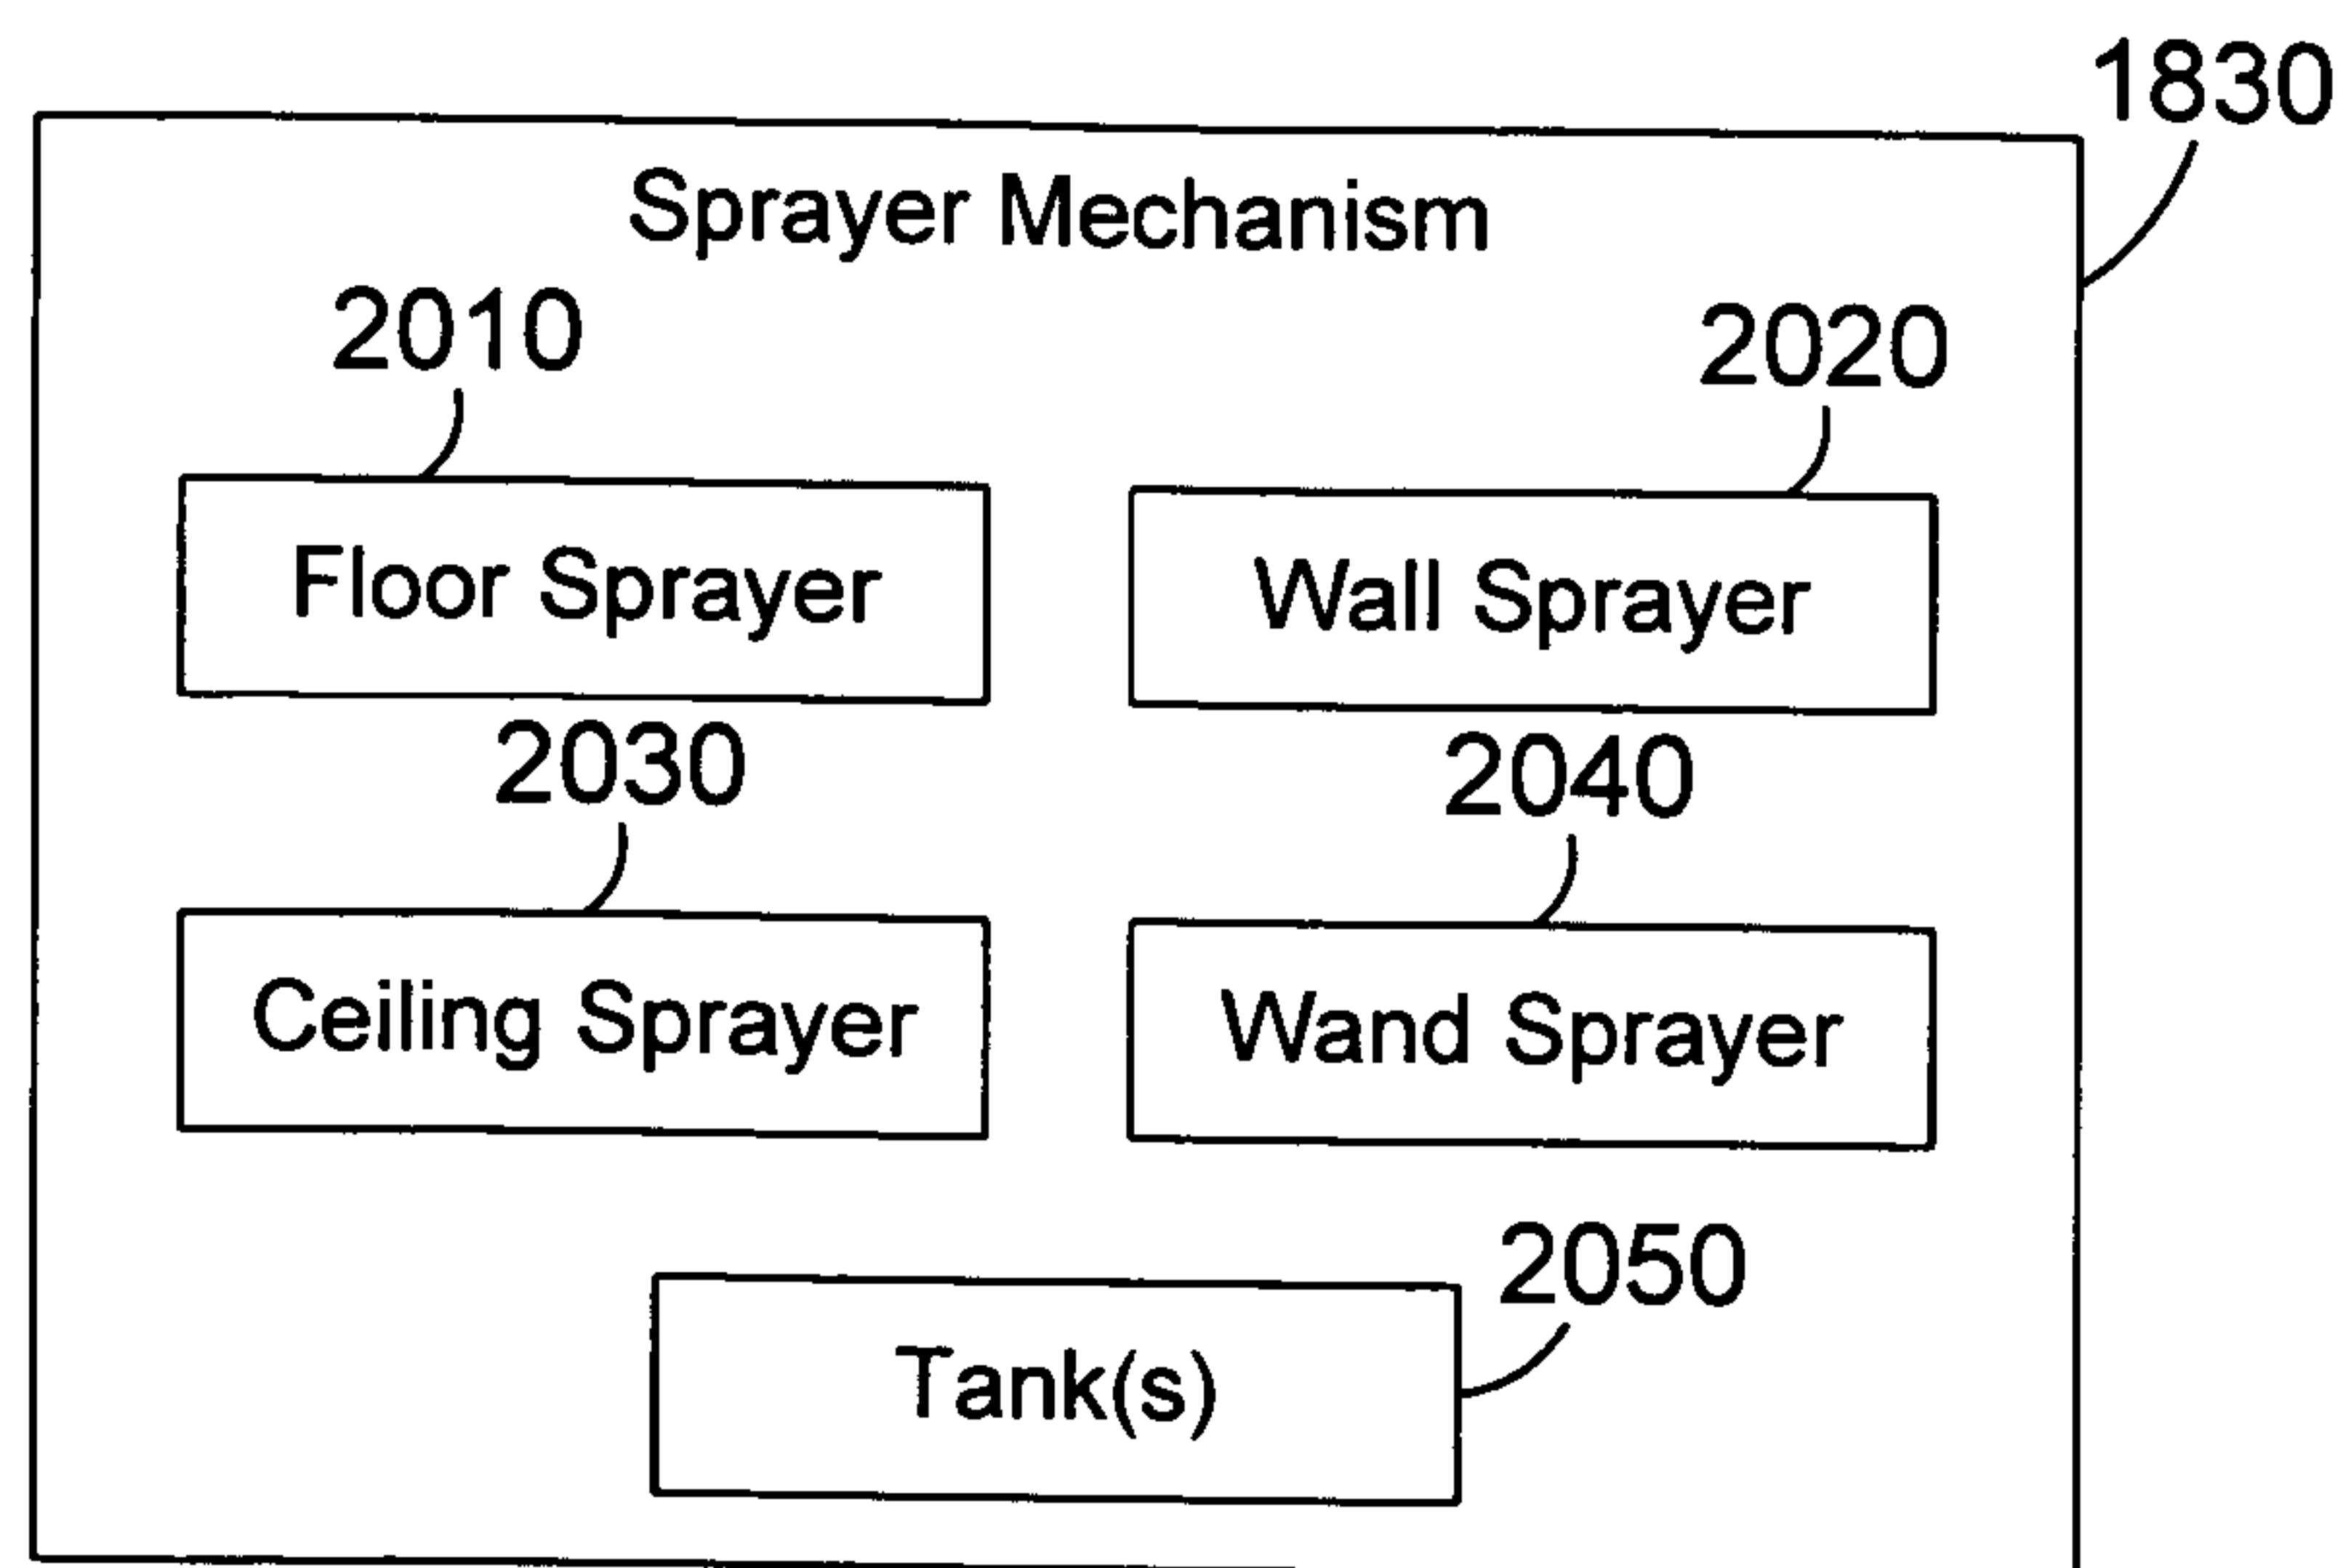 1830
Sprayer Mechanism
2010
2020
Floor Sprayer
Wall Sprayer
2030
2040
Ceiling Sprayer
Wand Sprayer
2050
Tank(s)